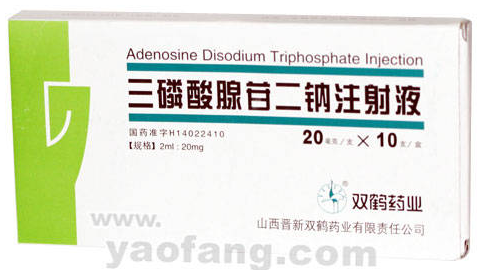 Adenosine Disodium Triphosphate Injection
三磷酸腺苷二钠注射液
国药准字H14022410
20毫克/支×10支/盒
【规格】2ml:20mg
双鹤药业
山西晋新双鹤药业有限责任公司
www.
yaofang.com